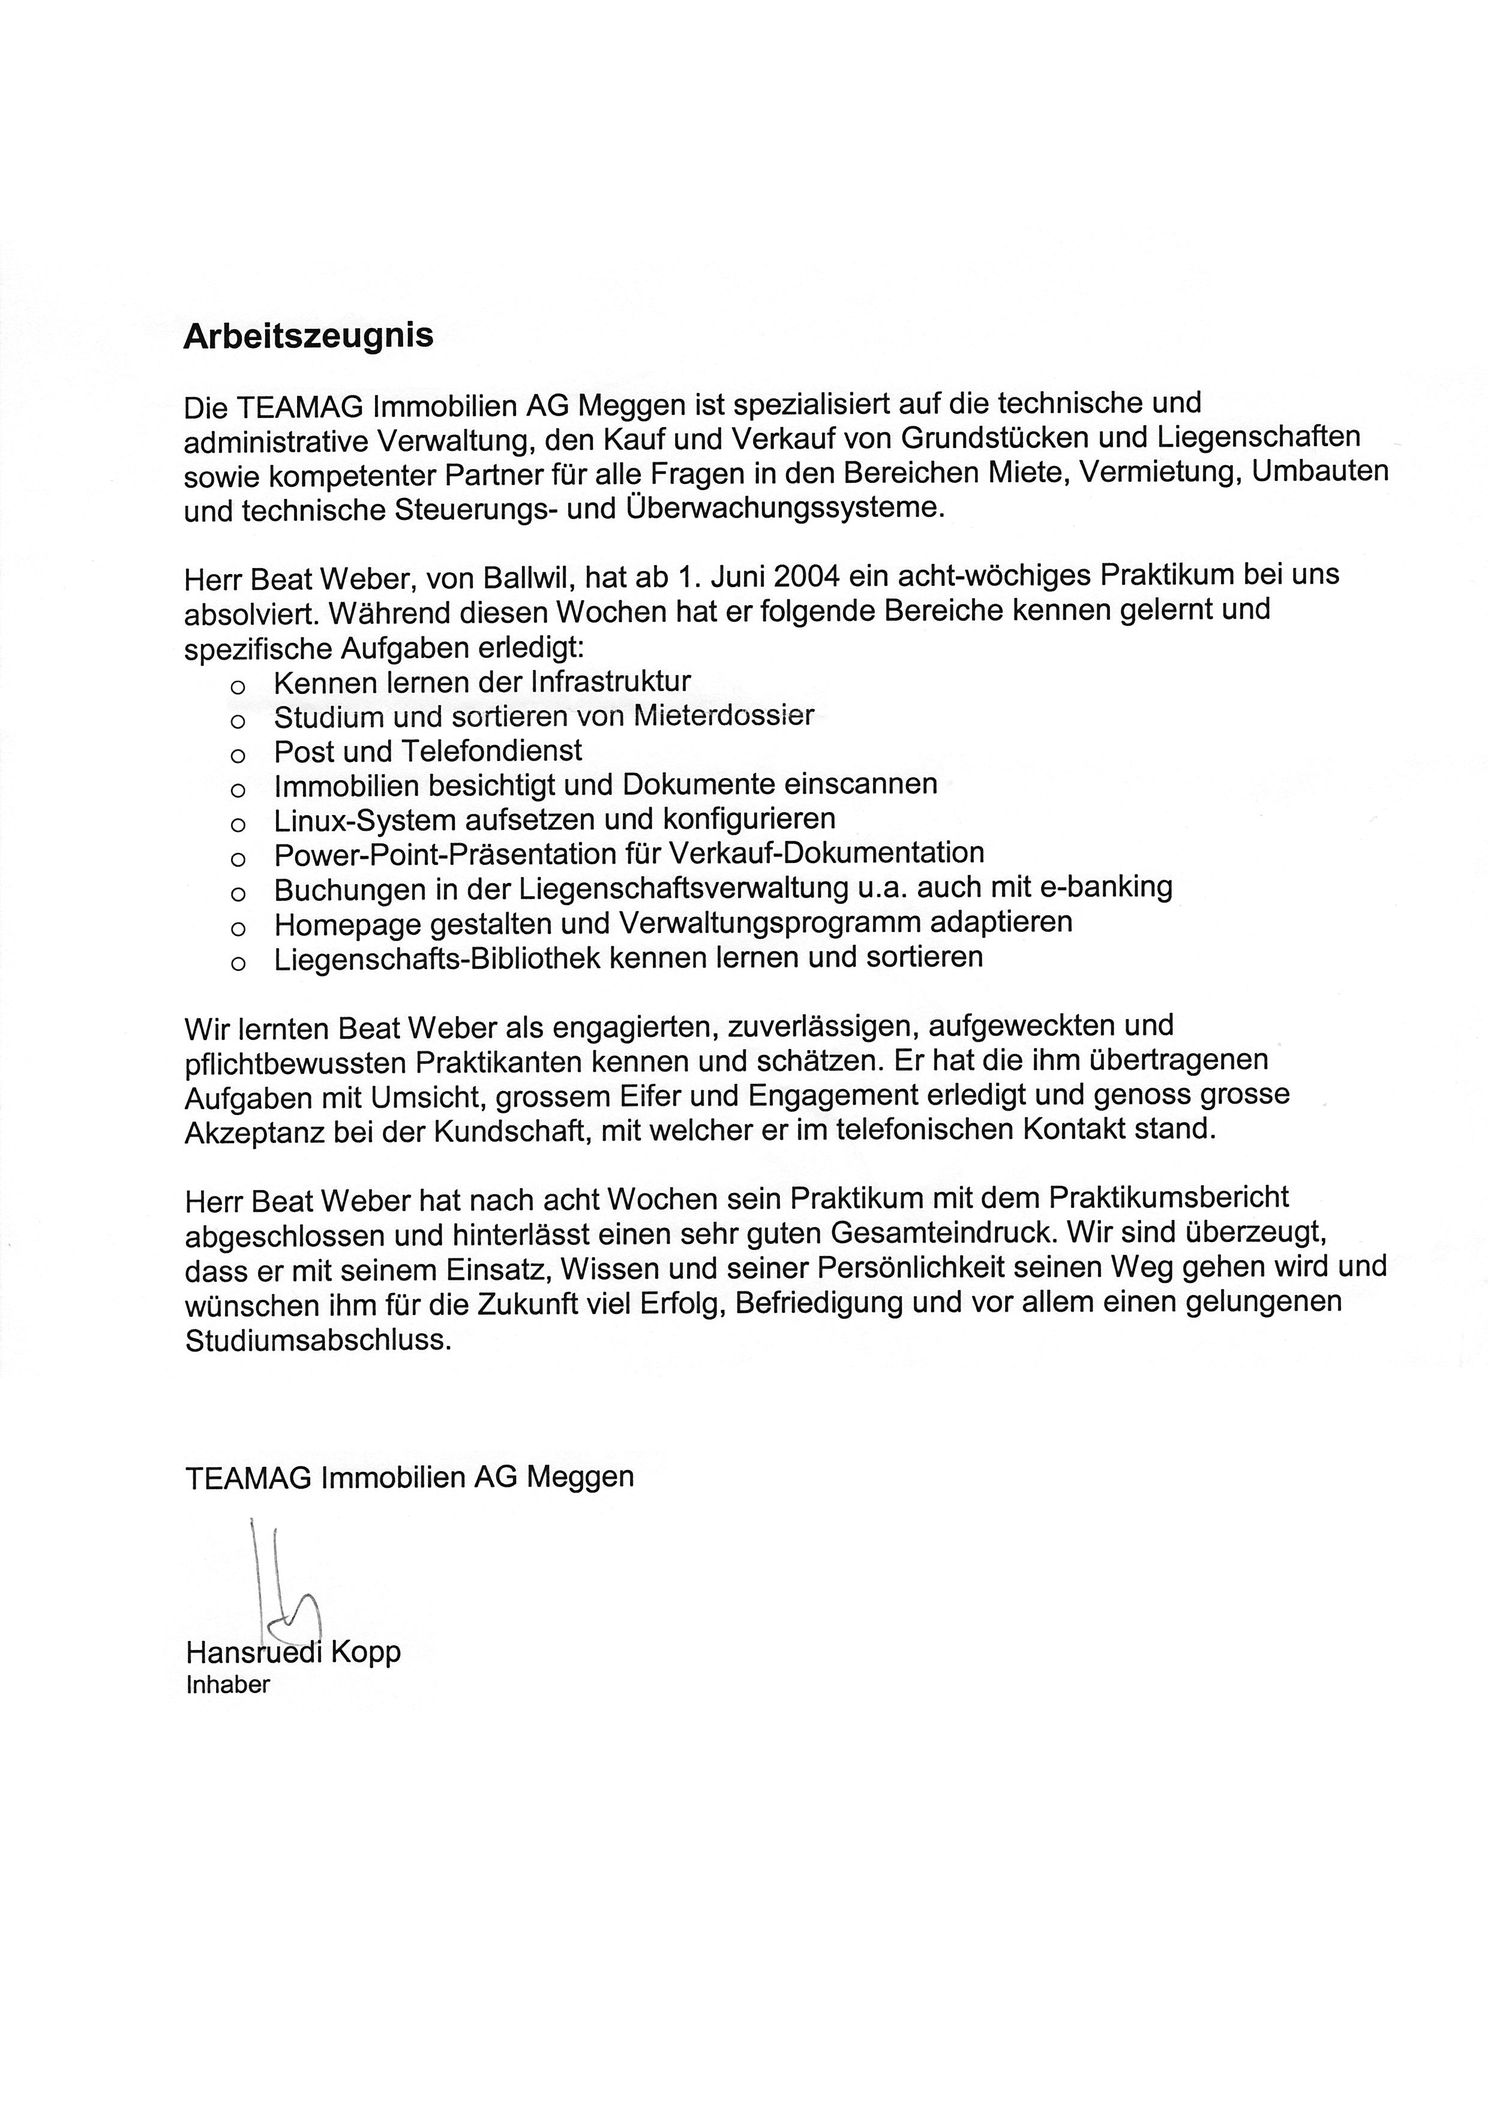 Arbeitszeugnis
Die TEAMAG Immobilien AG Meggen ist spezialisiert auf die technische und
administrative Verwaltung, den Kauf und Verkauf von Grundstücken und Liegenschaften
sowie kompetenter Partner für alle Fragen in den Bereichen Miete, Vermietung, Umbauten
und technische Steuerungs- und Überwachungssysteme.
Herr Beat Weber, von Ballwil, hat ab 1. Juni 2004 ein acht-wöchiges Praktikum bei uns
absolviert. Während diesen Wochen hat er folgende Bereiche kennen gelernt und
spezifische Aufgaben erledigt:
o Kennen lernen der Infrastruktur
o Studium und sortieren von Mieterdossier
o Post und Telefondienst
o Immobilien besichtigt und Dokumente einscannen
o Linux-System aufsetzen und konfigurieren
o Power-Point-Präsentation für Verkauf-Dokumentation
o Buchungen in der Liegenschaftsverwaltung u.a. auch mit e-banking
o Homepage gestalten und Verwaltungsprogramm adaptieren
o Liegenschafts-Bibliothek kennen lernen und sortieren
Wir lernten Beat Weber als engagierten, zuverlässigen, aufgeweckten und
pflichtbewussten Praktikanten kennen und schätzen. Er hat die ihm übertragenen
Aufgaben mit Umsicht, grossem Eifer und Engagement erledigt und genoss grosse
Akzeptanz bei der Kundschaft, mit welcher er im telefonischen Kontakt stand.
Herr Beat Weber hat nach acht Wochen sein Praktikum mit dem Praktikumsbericht
abgeschlossen und hinterlässt einen sehr guten Gesamteindruck. Wir sind überzeugt,
dass er mit seinem Einsatz, Wissen und seiner Persönlichkeit seinen Weg gehen wird und
wünschen ihm für die Zukunft viel Erfolg, Befriedigung und vor allem einen gelungenen
Studiumsabschluss.
TEAMAG Immobilien AG Meggen
Hansruedi Kopp
Inhaber